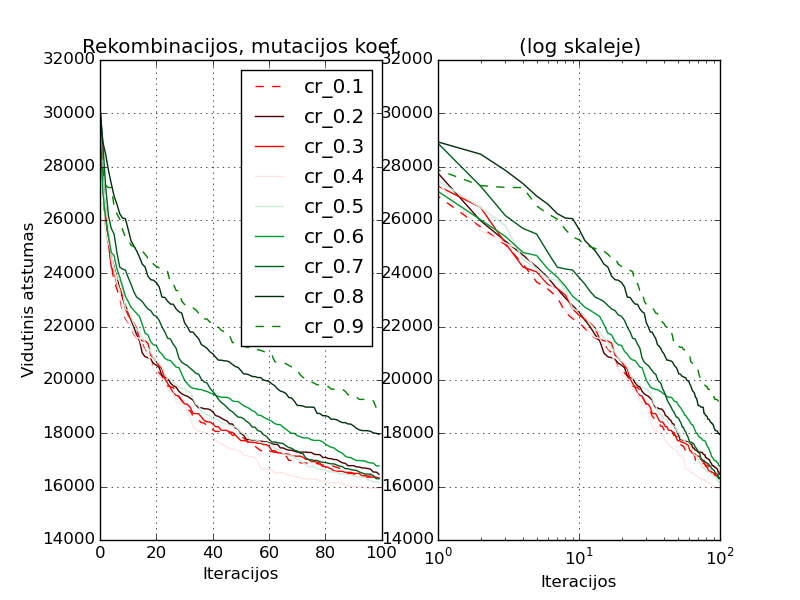 Rekombinacijos, mutacijos koef.
(log skaleje)
32000
30000
28000
26000
24000
22000
20000
18000
16000
14000
0 20 40 60 80 100
Vidutinis atstumas
Iteracijos
cr_0.1
cr_0.2
cr_0.3
cr_0.4
cr_0.5
cr_0.6
cr_0.7
cr_0.8
cr_0.9
32000
30000
28000
26000
24000
22000
20000
18000
16000
14000
10^0 10^1 10^2
Iteracijos